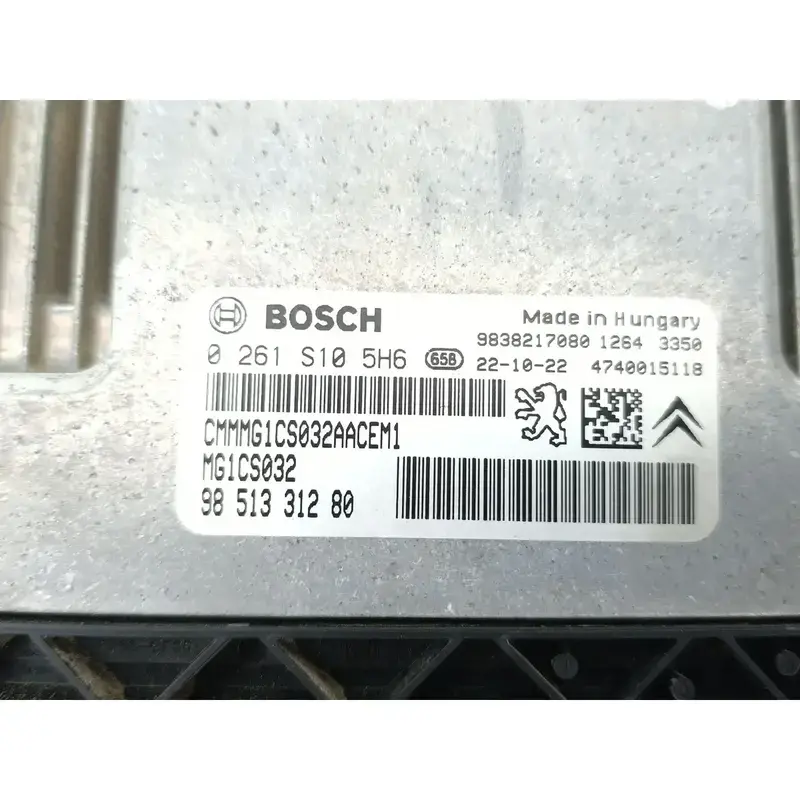 BOSCH
Made in Hungary
9838217080 1264 3350
0 261 S10 5H6 658 22-10-22 4740015118
CMMMG1CS032AACEM1
MG1CS032
98 513 312 80